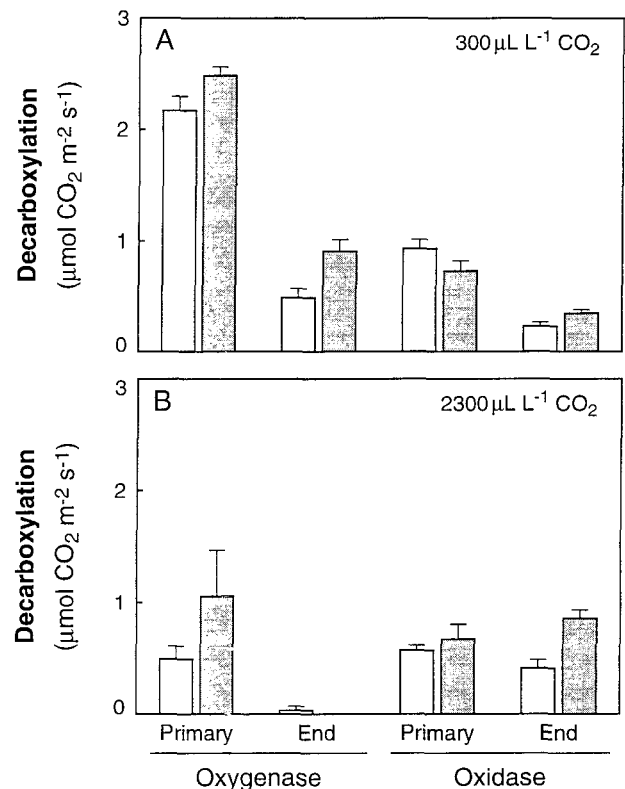 3
A
300 µL L-1 CO2
2
1
0
Decarboxylation
(µmol CO2 m-2 s-1)
3
B
2300 µL L-1 CO2
2
1
0
Decarboxylation
(µmol CO2 m-2 s-1)
Primary End Primary End
Oxygenase Oxidase